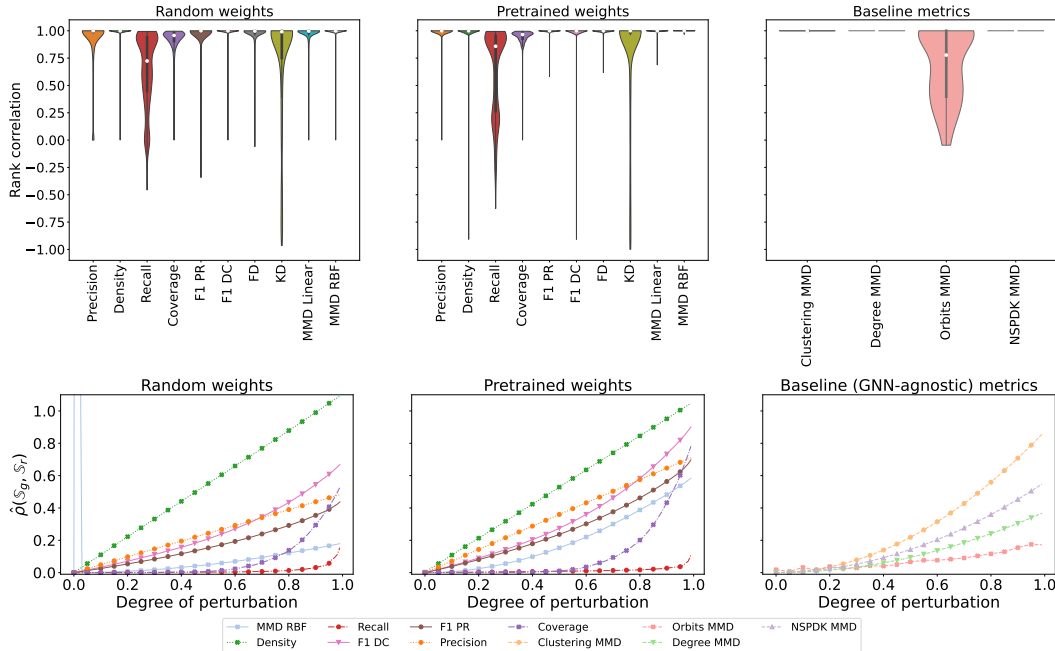 Random weights
Pretrained weights
Baseline metrics
Rank correlation
1.00
0.75
0.50
0.25
0.00
−0.25
−0.50
−0.75
−1.00
Precision
Density
Recall
Coverage
F1 PR
F1 DC
FD
KD
MMD Linear
MMD RBF
Precision
Density
Recall
Coverage
F1 PR
F1 DC
FD
KD
MMD Linear
MMD RBF
Clustering MMD
Degree MMD
Orbits MMD
NSPDK MMD
Random weights
Pretrained weights
Baseline (GNN-agnostic) metrics
ρ̂(𝕊g, 𝕊r)
1.0
0.8
0.6
0.4
0.2
0.0
0.0 0.2 0.4 0.6 0.8 1.0
0.0 0.2 0.4 0.6 0.8 1.0
0.0 0.2 0.4 0.6 0.8 1.0
Degree of perturbation
Degree of perturbation
Degree of perturbation
MMD RBF Recall F1 PR Coverage Orbits MMD NSPDK MMD
Density F1 DC Precision Clustering MMD Degree MMD